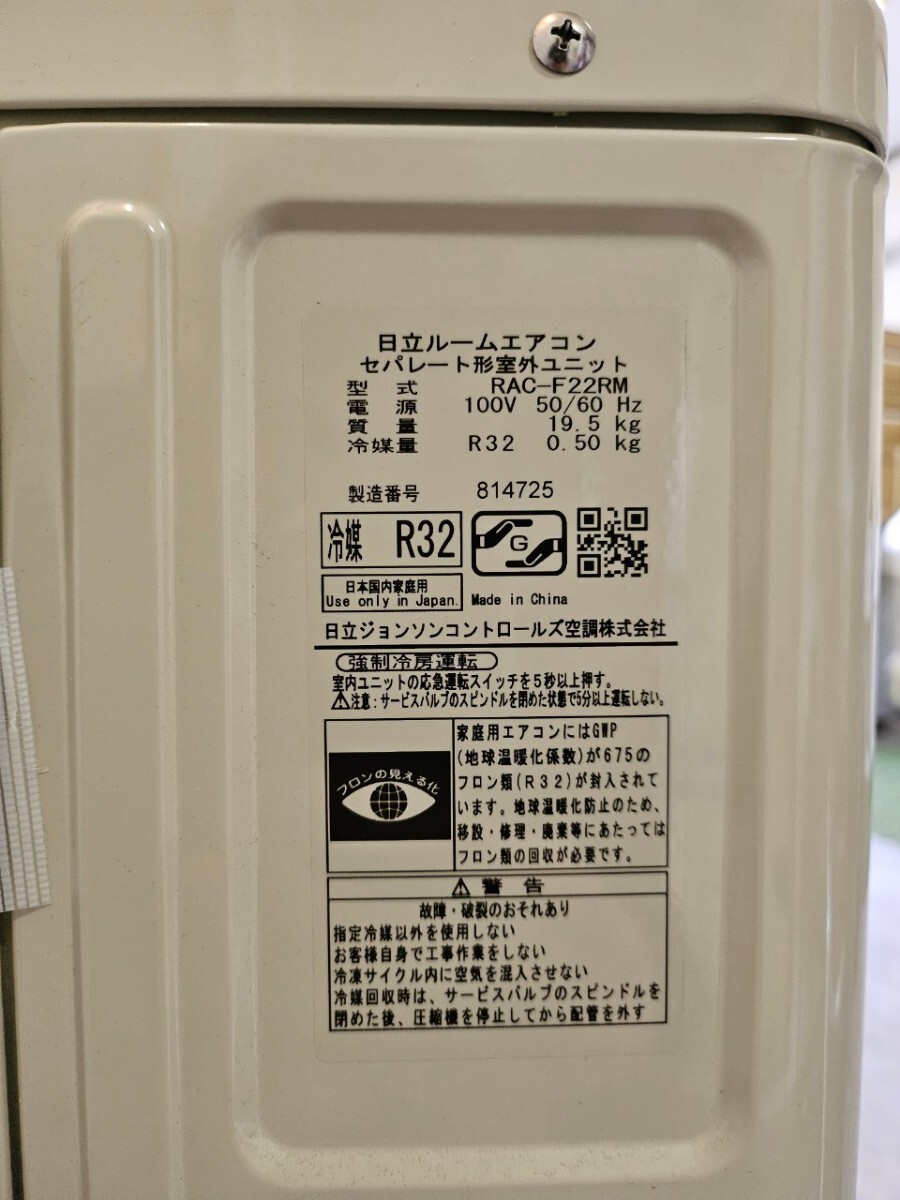 日立ルームエアコン
セパレート形室外ユニット
型式 RAC-F22RM
電源 100V 50/60 Hz
質量 19.5 kg
冷媒量 R32 0.50 kg
製造番号 814725
冷媒 R32
G
日本国内家庭用
Use only in Japan.
Made in China
日立ジョンソンコントロールズ空調株式会社
強制冷房運転
室内ユニットの応急運転スイッチを5秒以上押す。
⚠注意:サービスバルブのスピンドルを閉めた状態で5分以上運転しない。
フロンの見える化
家庭用エアコンにはGWP
(地球温暖化係数)が675の
フロン類(R32)が封入されて
います。地球温暖化防止のため、
移設・修理・廃棄等にあたっては
フロン類の回収が必要です。
⚠警告
故障・破裂のおそれあり
指定冷媒以外を使用しない
お客様自身で工事作業をしない
冷凍サイクル内に空気を混入させない
冷媒回収時は、サービスバルブのスピンドルを
閉めた後、圧縮機を停止してから配管を外す